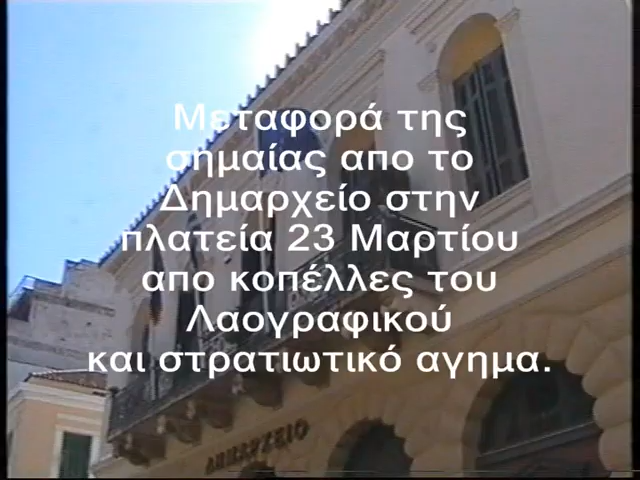 Μεταφορά της
σημαίας απο το
Δημαρχείο στην
πλατεία 23 Μαρτίου
απο κοπέλλες του
Λαογραφικού
και στρατιωτικό αγημα.
ΔΗΜΑΡΧΕΙΟ